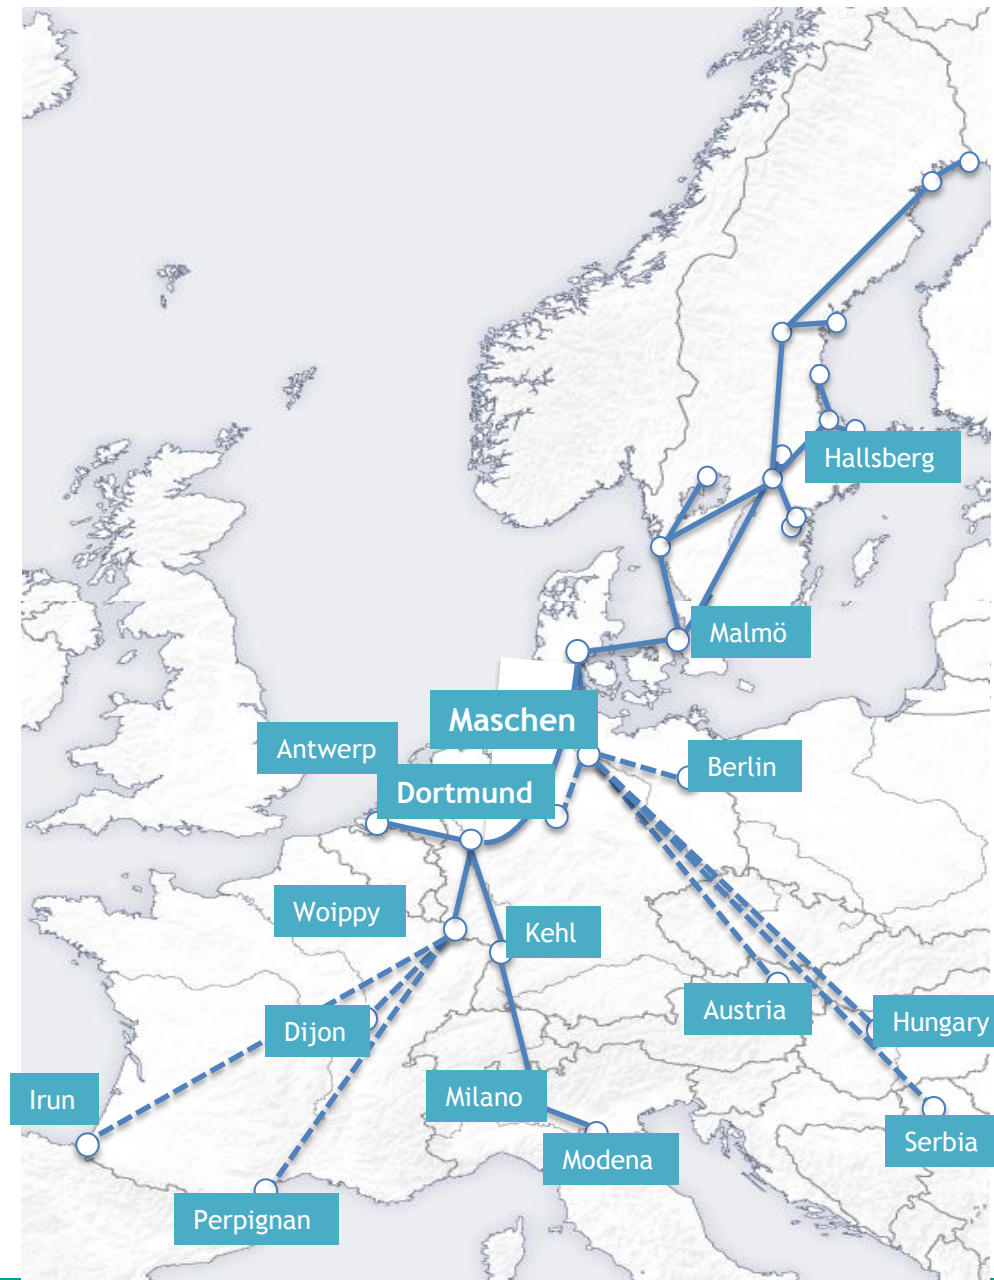 Hallsberg
Malmö
Maschen
Antwerp
Berlin
Dortmund
Woippy
Kehl
Austria
Hungary
Dijon
Irun
Milano
Serbia
Modena
Perpignan